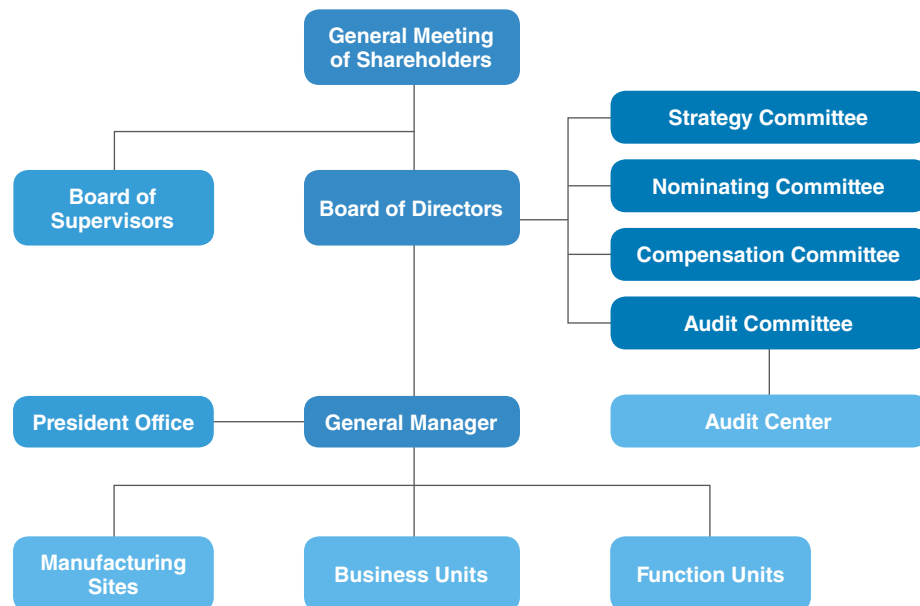 General Meeting
of Shareholders
Strategy Committee
Board of
Supervisors
Board of Directors
Nominating Committee
Compensation Committee
Audit Committee
President Office
General Manager
Audit Center
Manufacturing
Sites
Business Units
Function Units